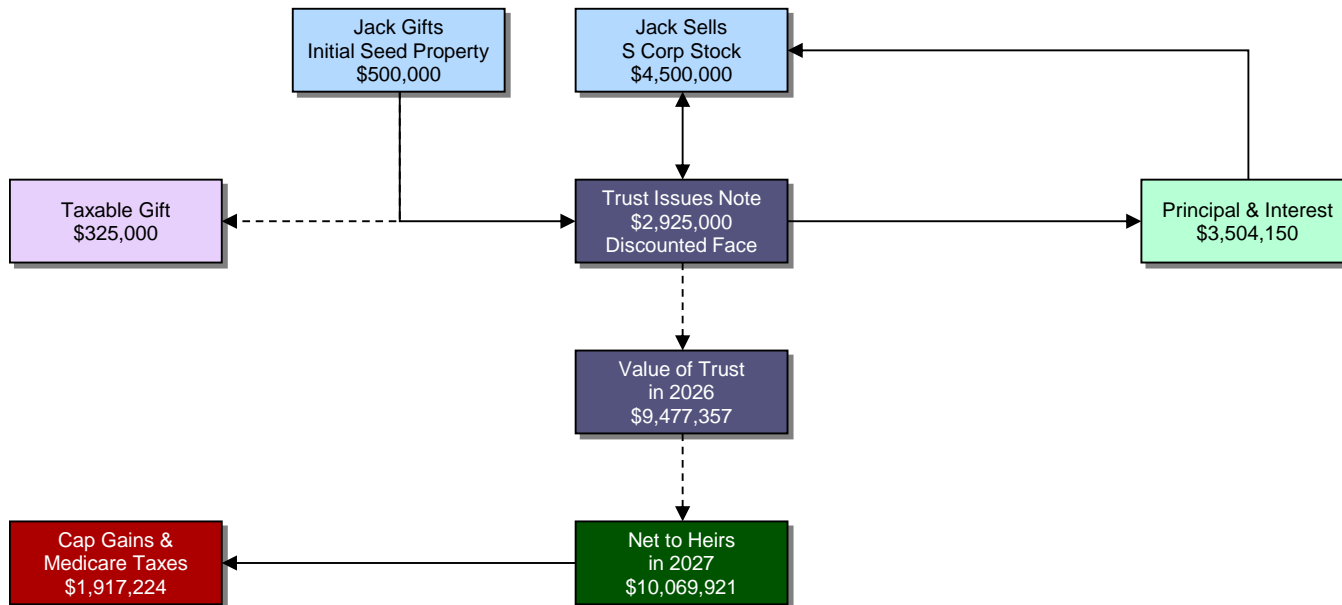 Jack Gifts
Initial Seed Property
$500,000
Jack Sells
S Corp Stock
$4,500,000
Taxable Gift
$325,000
Trust Issues Note
$2,925,000
Discounted Face
Principal & Interest
$3,504,150
Value of Trust
in 2026
$9,477,357
Cap Gains &
Medicare Taxes
$1,917,224
Net to Heirs
in 2027
$10,069,921